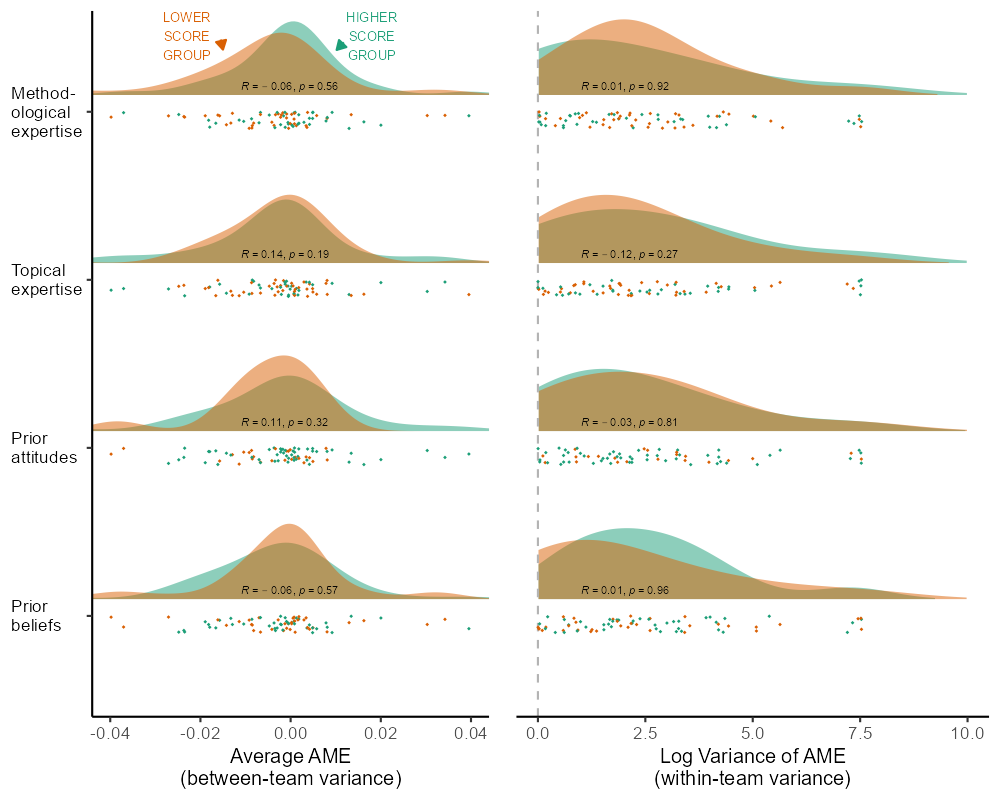 LOWER
SCORE
GROUP
HIGHER
SCORE
GROUP
Method-
ological
expertise
R = − 0.06, p = 0.56
R = 0.01, p = 0.92
Topical
expertise
R = 0.14, p = 0.19
R = − 0.12, p = 0.27
Prior
attitudes
R = 0.11, p = 0.32
R = − 0.03, p = 0.81
Prior
beliefs
R = − 0.06, p = 0.57
R = 0.01, p = 0.96
-0.04 -0.02 0.00 0.02 0.04
0.0 2.5 5.0 7.5 10.0
Average AME
(between-team variance)
Log Variance of AME
(within-team variance)